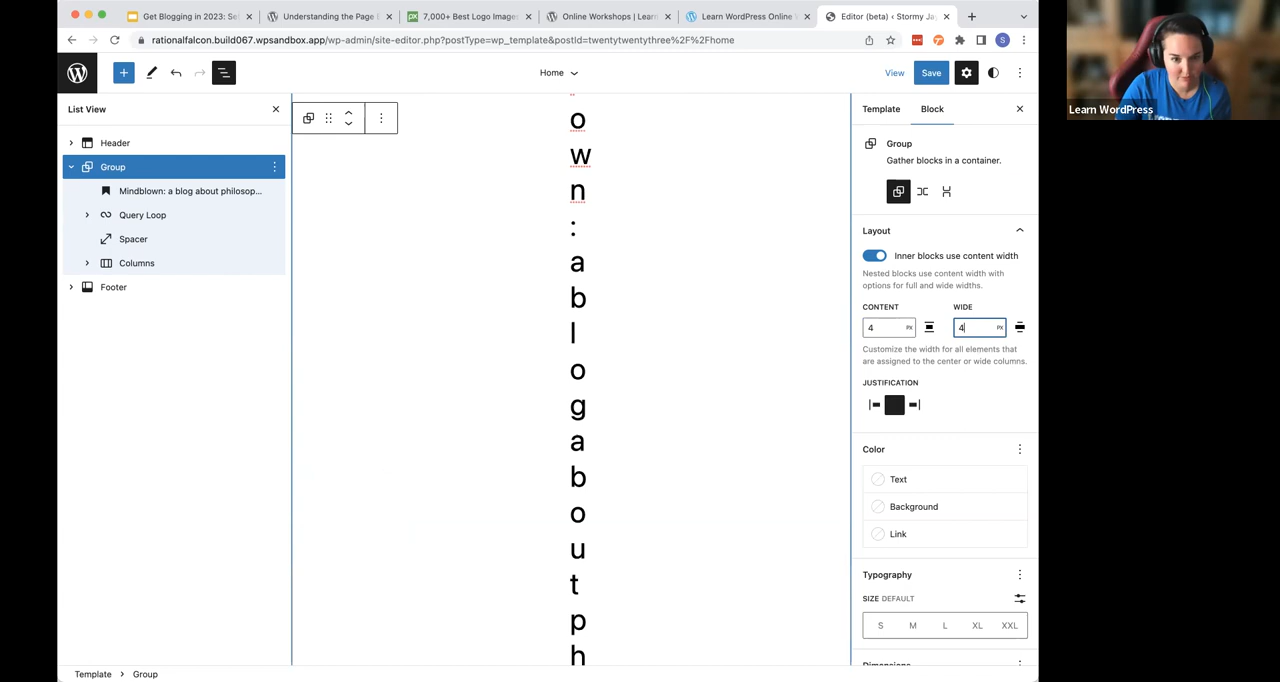 Get Blogging in 2023: Se
Understanding the Page E
7,000+ Best Logo Images
Online Workshops | Learn
Learn WordPress Online W
Editor (beta) ‹ Stormy Ja
rationalfalcon.build067.wpsandbox.app/wp-admin/site-editor.php?postType=wp_template&postId=twentytwentythree%2F%2Fhome
S
Home
View
Save
List View
Header
Group
Mindblown: a blog about philosop...
Query Loop
Spacer
Columns
Footer
o
w
n
:
a
b
l
o
g
a
b
o
u
t
p
h
Template
Block
Group
Gather blocks in a container.
Layout
Inner blocks use content width
Nested blocks use content width with
options for full and wide widths.
CONTENT
WIDE
4 PX
4 PX
Customize the width for all elements that
are assigned to the center or wide columns.
JUSTIFICATION
Color
Text
Background
Link
Typography
SIZE DEFAULT
S M L XL XXL
Dimensions
Template › Group
Learn WordPress